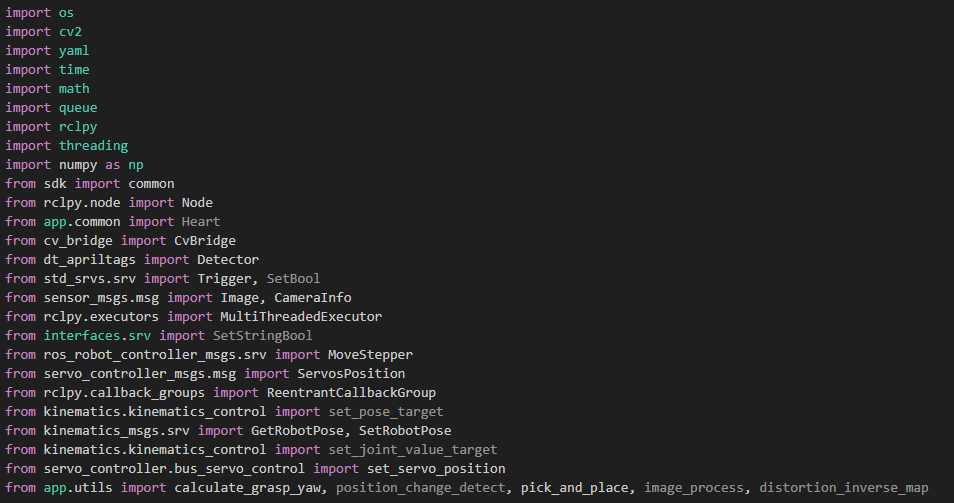 import os
import cv2
import yaml
import time
import math
import queue
import rclpy
import threading
import numpy as np
from sdk import common
from rclpy.node import Node
from app.common import Heart
from cv_bridge import CvBridge
from dt_apriltags import Detector
from std_srvs.srv import Trigger, SetBool
from sensor_msgs.msg import Image, CameraInfo
from rclpy.executors import MultiThreadedExecutor
from interfaces.srv import SetStringBool
from ros_robot_controller_msgs.srv import MoveStepper
from servo_controller_msgs.msg import ServosPosition
from rclpy.callback_groups import ReentrantCallbackGroup
from kinematics.kinematics_control import set_pose_target
from kinematics_msgs.srv import GetRobotPose, SetRobotPose
from kinematics.kinematics_control import set_joint_value_target
from servo_controller.bus_servo_control import set_servo_position
from app.utils import calculate_grasp_yaw, position_change_detect, pick_and_place, image_process, distortion_inverse_map